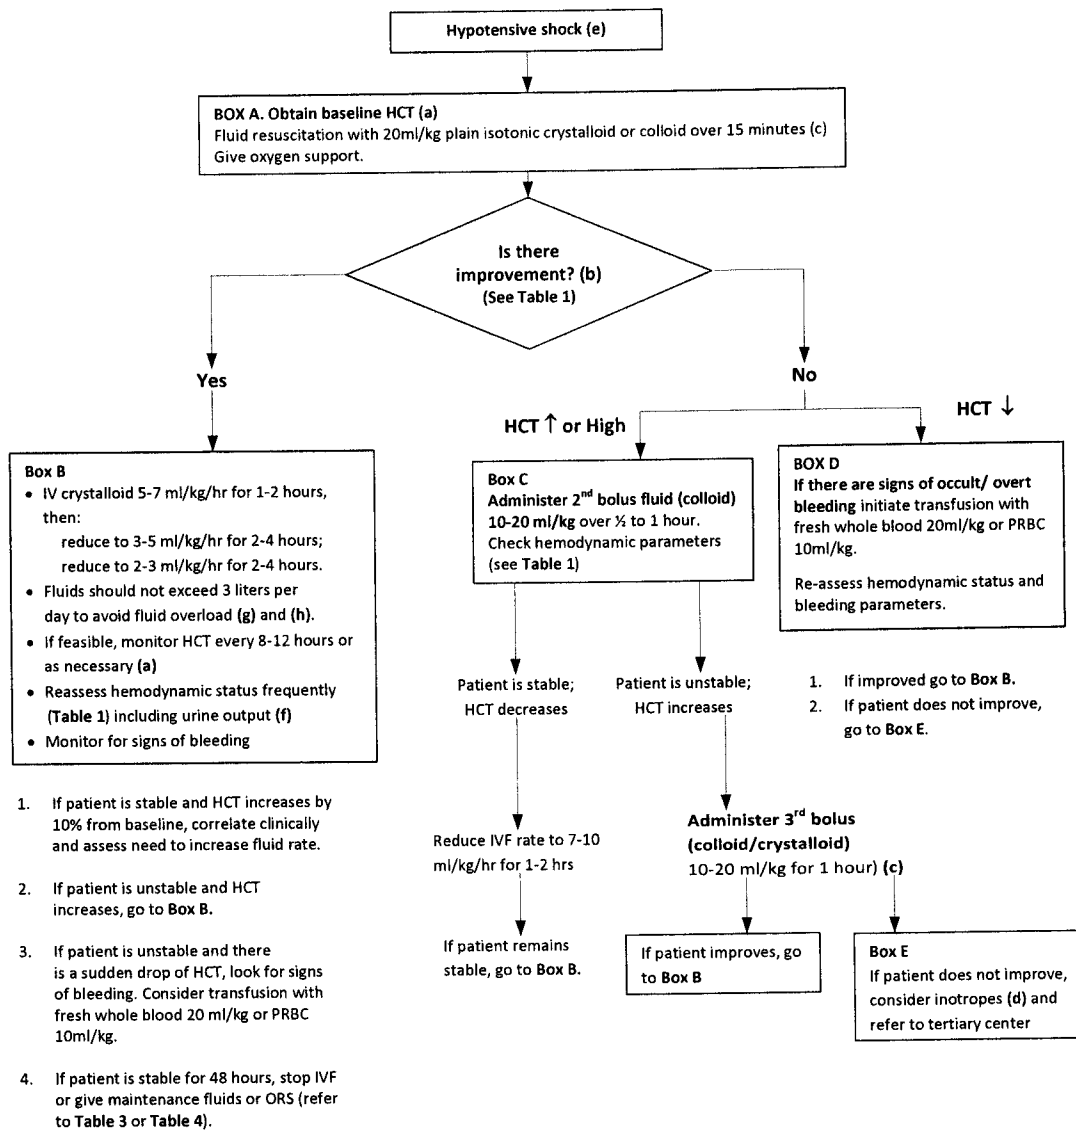 Hypotensive shock (e)
BOX A. Obtain baseline HCT (a)
Fluid resuscitation with 20ml/kg plain isotonic crystalloid or colloid over 15 minutes (c)
Give oxygen support.
Is there
improvement? (b)
(See Table 1)
Yes
No
HCT ↑ or High
HCT ↓
Box B
• IV crystalloid 5-7 ml/kg/hr for 1-2 hours,
then:
reduce to 3-5 ml/kg/hr for 2-4 hours;
reduce to 2-3 ml/kg/hr for 2-4 hours.
• Fluids should not exceed 3 liters per
day to avoid fluid overload (g) and (h).
• If feasible, monitor HCT every 8-12 hours or
as necessary (a)
• Reassess hemodynamic status frequently
(Table 1) including urine output (f)
• Monitor for signs of bleeding
1. If patient is stable and HCT increases by
10% from baseline, correlate clinically
and assess need to increase fluid rate.
2. If patient is unstable and HCT
increases, go to Box B.
3. If patient is unstable and there
is a sudden drop of HCT, look for signs
of bleeding. Consider transfusion with
fresh whole blood 20 ml/kg or PRBC
10ml/kg.
4. If patient is stable for 48 hours, stop IVF
or give maintenance fluids or ORS (refer
to Table 3 or Table 4).
Box C
Administer 2nd bolus fluid (colloid)
10-20 ml/kg over ½ to 1 hour.
Check hemodynamic parameters
(see Table 1)
Patient is stable;
HCT decreases
Patient is unstable;
HCT increases
Reduce IVF rate to 7-10
ml/kg/hr for 1-2 hrs
If patient remains
stable, go to Box B.
Administer 3rd bolus
(colloid/crystalloid)
10-20 ml/kg for 1 hour) (c)
If patient improves, go
to Box B
Box E
If patient does not improve,
consider inotropes (d) and
refer to tertiary center
BOX D
If there are signs of occult/ overt
bleeding initiate transfusion with
fresh whole blood 20ml/kg or PRBC
10ml/kg.
Re-assess hemodynamic status and
bleeding parameters.
1. If improved go to Box B.
2. If patient does not improve,
go to Box E.